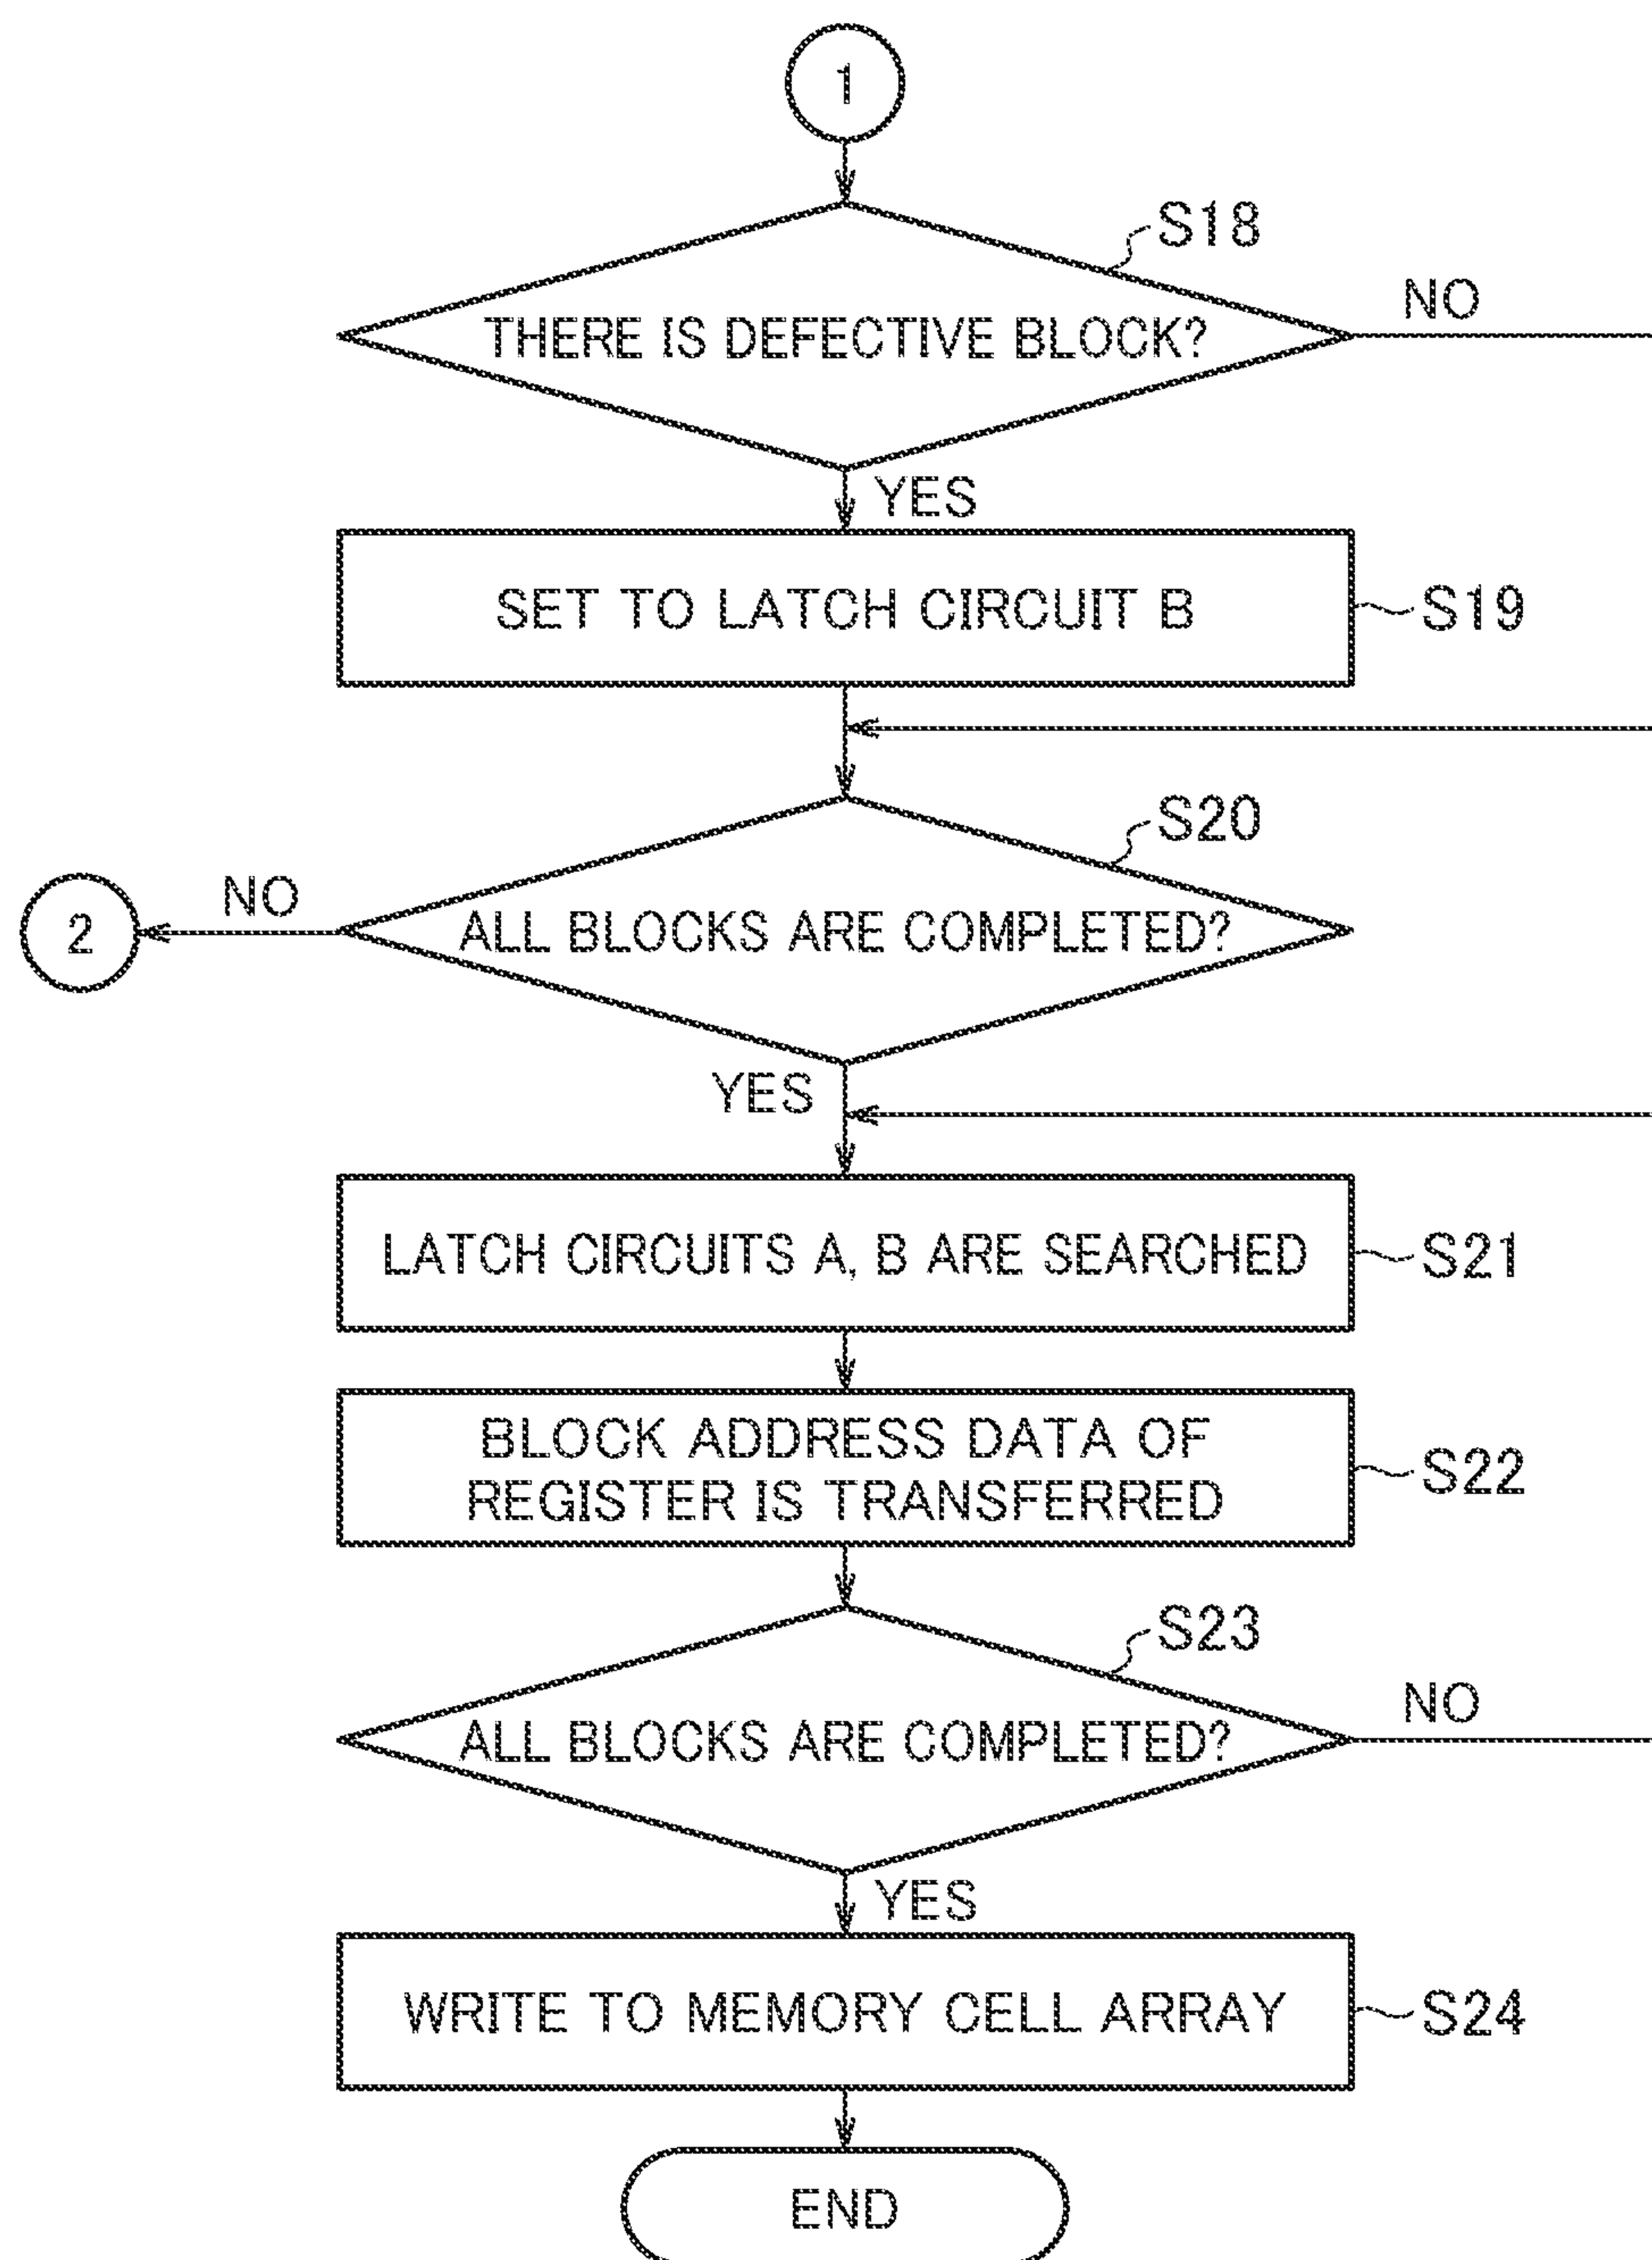 1
S18
THERE IS DEFECTIVE BLOCK?
NO
YES
SET TO LATCH CIRCUIT B
S19
S20
ALL BLOCKS ARE COMPLETED?
NO
2
YES
LATCH CIRCUITS A, B ARE SEARCHED
S21
BLOCK ADDRESS DATA OF
REGISTER IS TRANSFERRED
S22
S23
ALL BLOCKS ARE COMPLETED?
NO
YES
WRITE TO MEMORY CELL ARRAY
S24
END